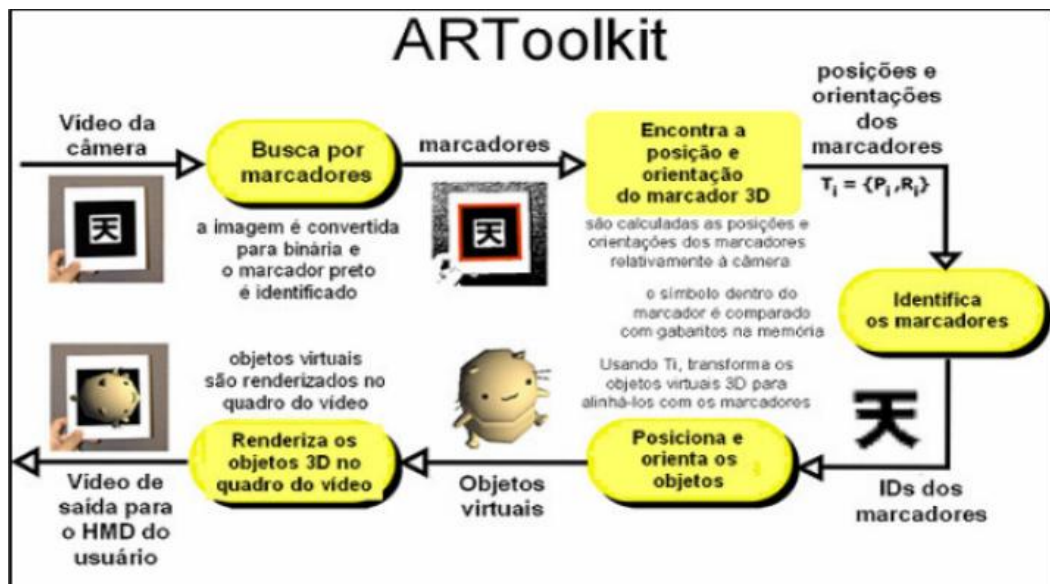 ARToolkit
Vídeo da
câmera
Busca por
marcadores
a imagem é convertida
para binária e
o marcador preto
é identificado
marcadores
Encontra a
posição e
orientação
do marcador 3D
são calculadas as posições e
orientações dos marcadores
relativamente à câmera
posições e
orientações
dos
marcadores
Ti = {Pi,Ri}
Identifica
os marcadores
o símbolo dentro do
marcador é comparado
com gabaritos na memória
天
天
天
IDs dos
marcadores
Usando Ti, transforma os
objetos virtuais 3D para
alinhá-los com os marcadores
Posiciona e
orienta os
objetos
Objetos
virtuais
objetos virtuais
são renderizados no
quadro do vídeo
Renderiza os
objetos 3D no
quadro do vídeo
Vídeo de
saída para
o HMD do
usuário